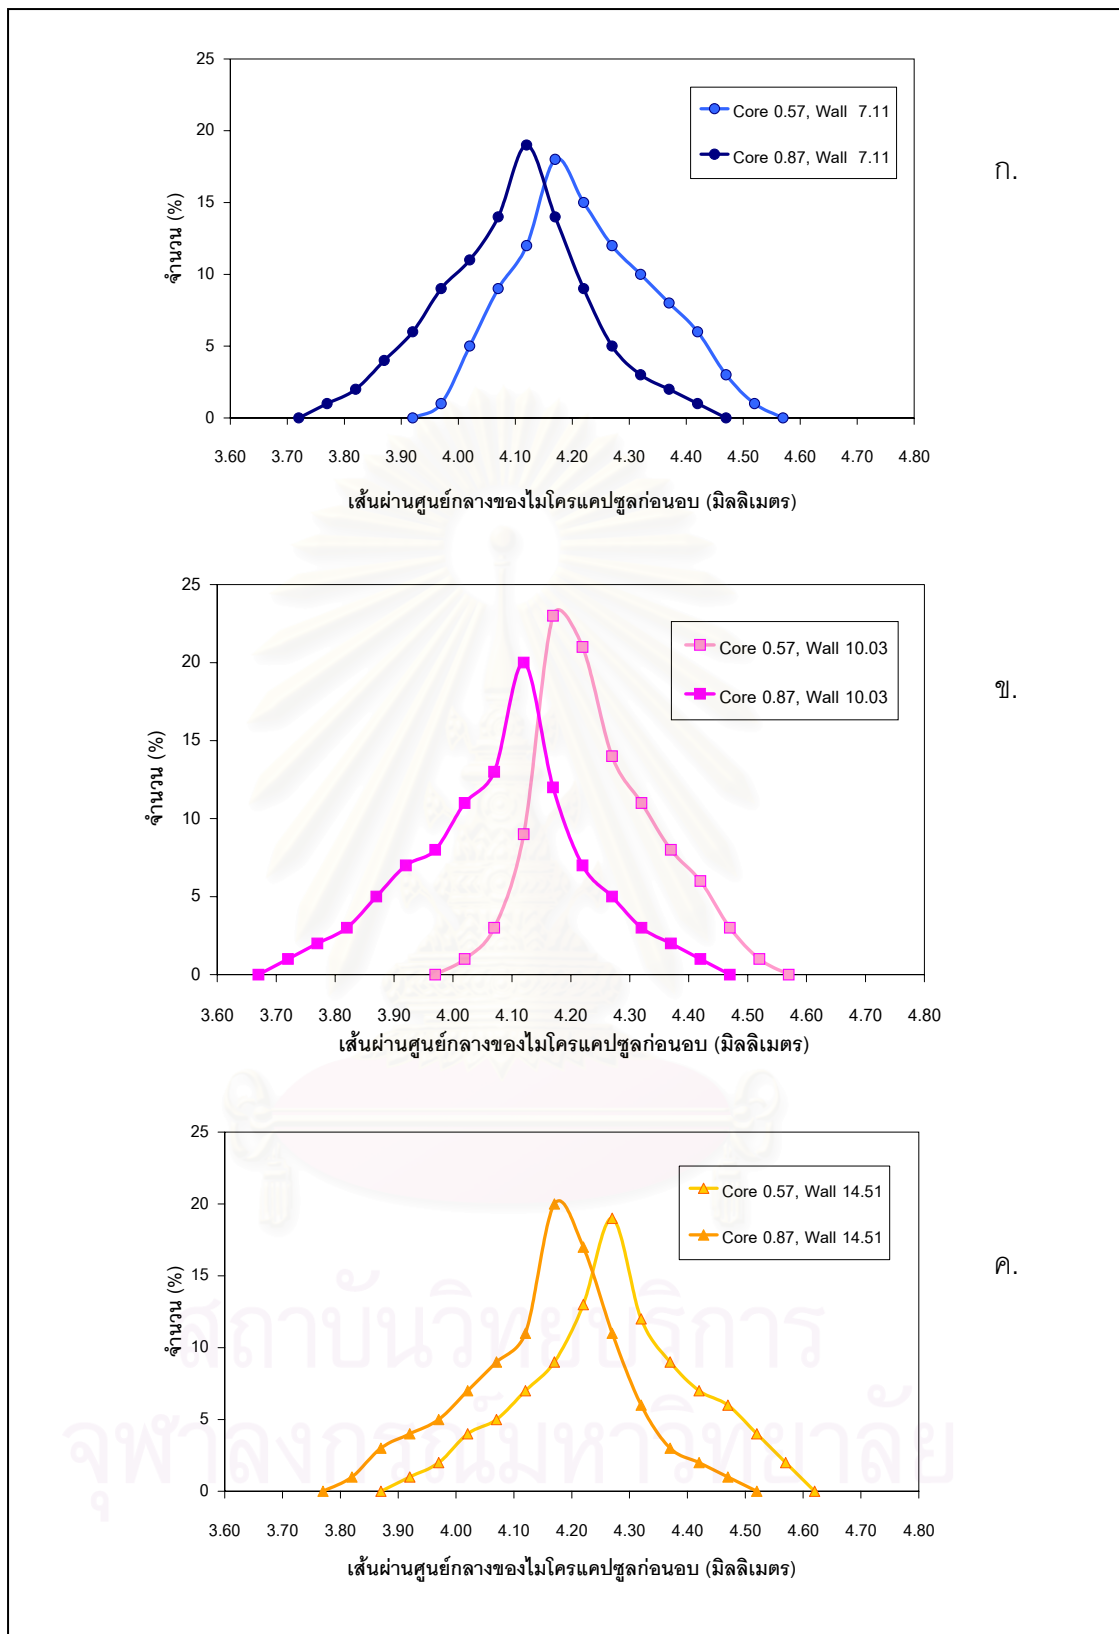 25
20
15
10
5
0
จำนวน (%)
Core 0.57, Wall 7.11
Core 0.87, Wall 7.11
ก.
3.60 3.70 3.80 3.90 4.00 4.10 4.20 4.30 4.40 4.50 4.60 4.70 4.80
เส้นผ่านศูนย์กลางของไมโครแคปซูลก่อนอบ (มิลลิเมตร)
25
20
15
10
5
0
จำนวน (%)
Core 0.57, Wall 10.03
Core 0.87, Wall 10.03
ข.
3.60 3.70 3.80 3.90 4.00 4.10 4.20 4.30 4.40 4.50 4.60 4.70 4.80
เส้นผ่านศูนย์กลางของไมโครแคปซูลก่อนอบ (มิลลิเมตร)
25
20
15
10
5
0
จำนวน (%)
Core 0.57, Wall 14.51
Core 0.87, Wall 14.51
ค.
3.60 3.70 3.80 3.90 4.00 4.10 4.20 4.30 4.40 4.50 4.60 4.70 4.80
เส้นผ่านศูนย์กลางของไมโครแคปซูลก่อนอบ (มิลลิเมตร)
สถาบันวิทยบริการ
จุฬาลงกรณ์มหาวิทยาลัย